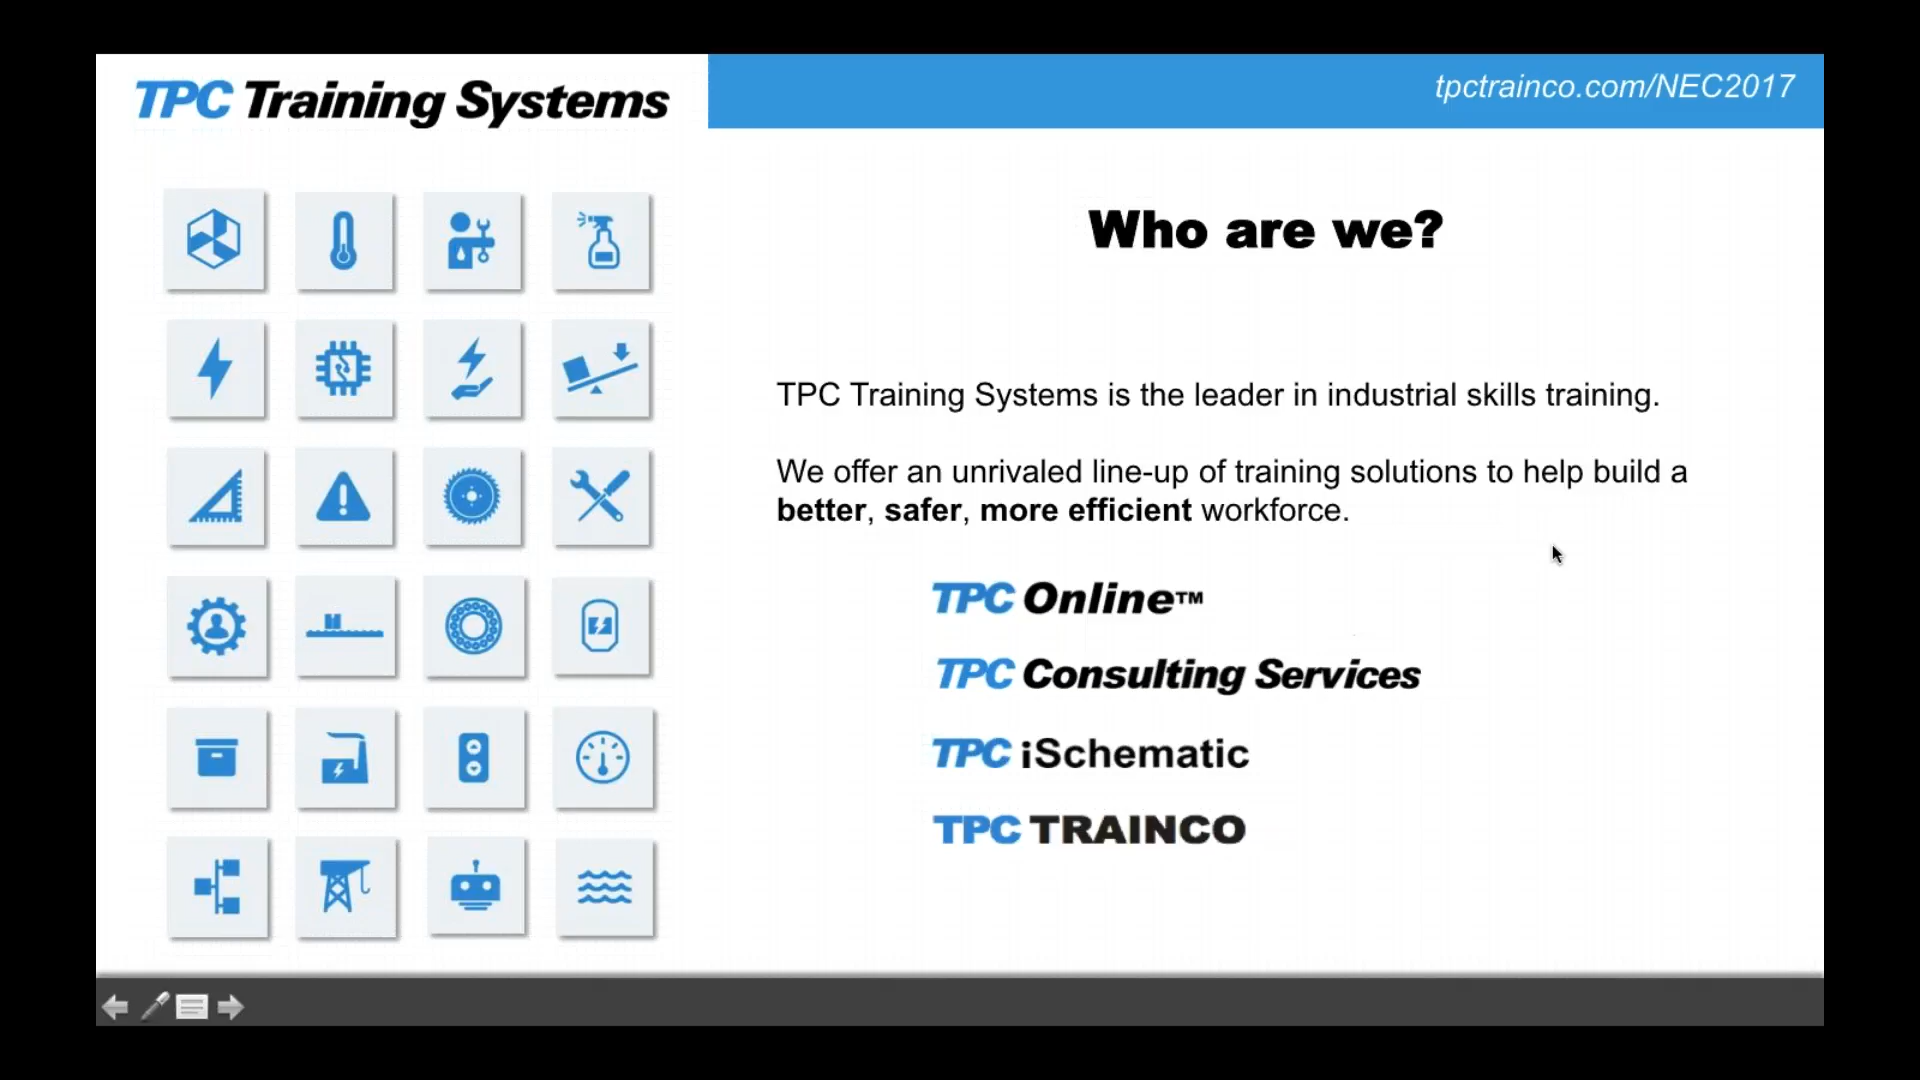 TPC Training Systems
tpctrainco.com/NEC2017
Who are we?
TPC Training Systems is the leader in industrial skills training.
We offer an unrivaled line-up of training solutions to help build a
better, safer, more efficient workforce.
TPC Online™
TPC Consulting Services
TPC iSchematic
TPC TRAINCO